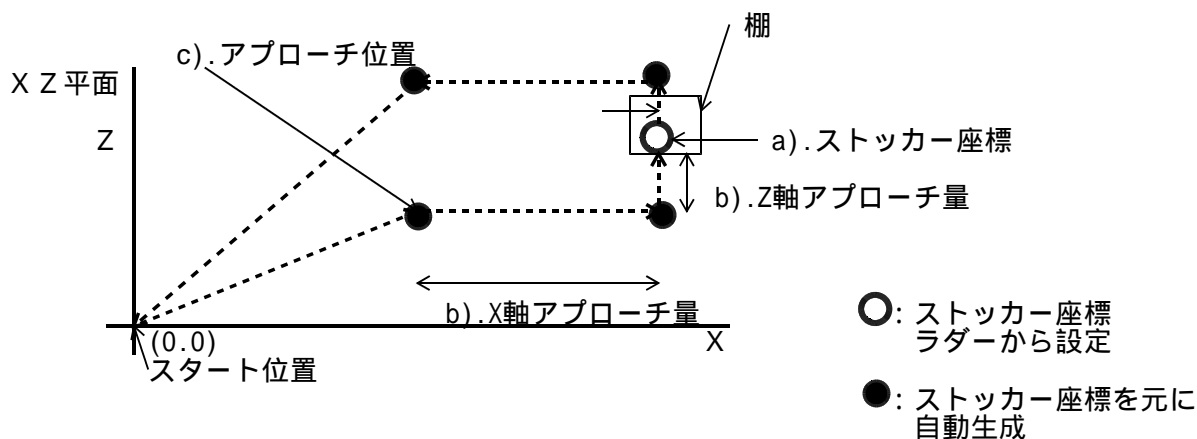 棚
c).アプローチ位置
X Z 平面
Z
a).ストッカー座標
b).Z軸アプローチ量
b).X軸アプローチ量
(0.0)
X
スタート位置
: ストッカー座標
ラダーから設定
: ストッカー座標を元に
自動生成